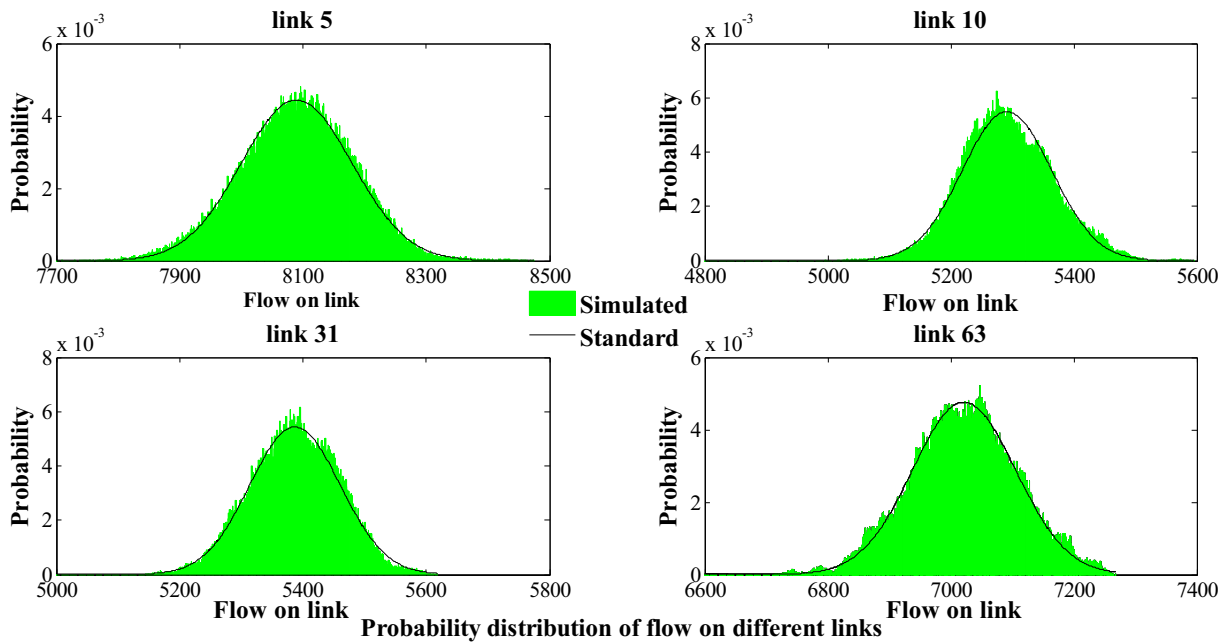 link 5
x 10-3
6
4
2
0
Probability
7700 7900 8100 8300 8500
Flow on link
link 10
x 10-3
8
6
4
2
0
Probability
4800 5000 5200 5400 5600
Flow on link
Simulated
Standard
link 31
x 10-3
8
6
4
2
0
Probability
5000 5200 5400 5600 5800
Flow on link
link 63
x 10-3
6
4
2
0
Probability
6600 6800 7000 7200 7400
Flow on link
Probability distribution of flow on different links